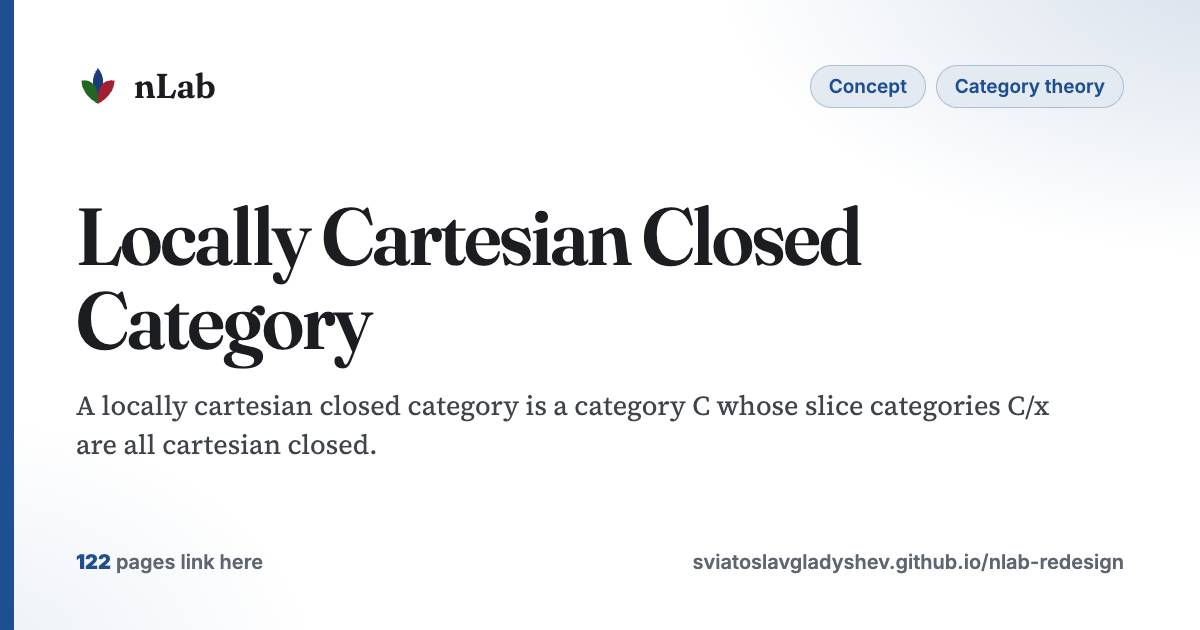 nLab
Concept
Category theory
Locally Cartesian Closed
Category
A locally cartesian closed category is a category C whose slice categories C/x
are all cartesian closed.
122 pages link here
sviatoslavgladyshev.github.io/nlab-redesign